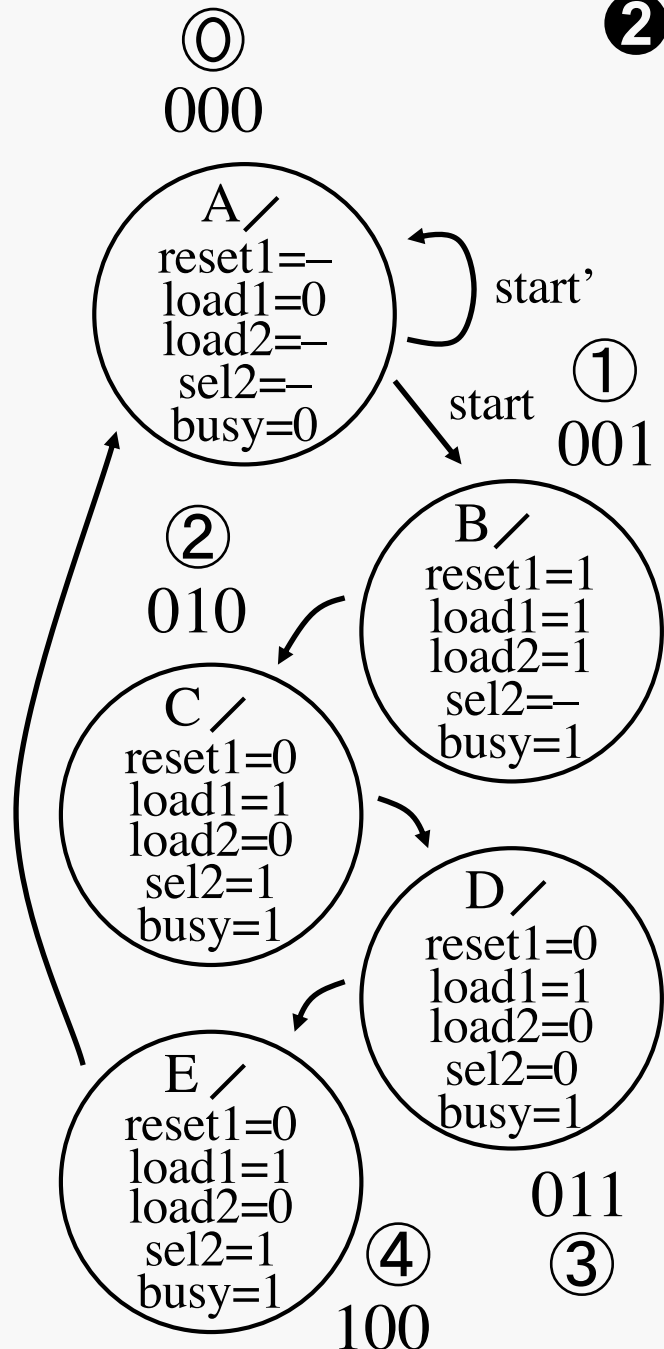 ❷
⓪
000
A/
reset1=–
load1=0
load2=–
sel2=–
busy=0
start’
start
①
001
B/
reset1=1
load1=1
load2=1
sel2=–
busy=1
②
010
C/
reset1=0
load1=1
load2=0
sel2=1
busy=1
D/
reset1=0
load1=1
load2=0
sel2=0
busy=1
011
③
E/
reset1=0
load1=1
load2=0
sel2=1
busy=1
④
100